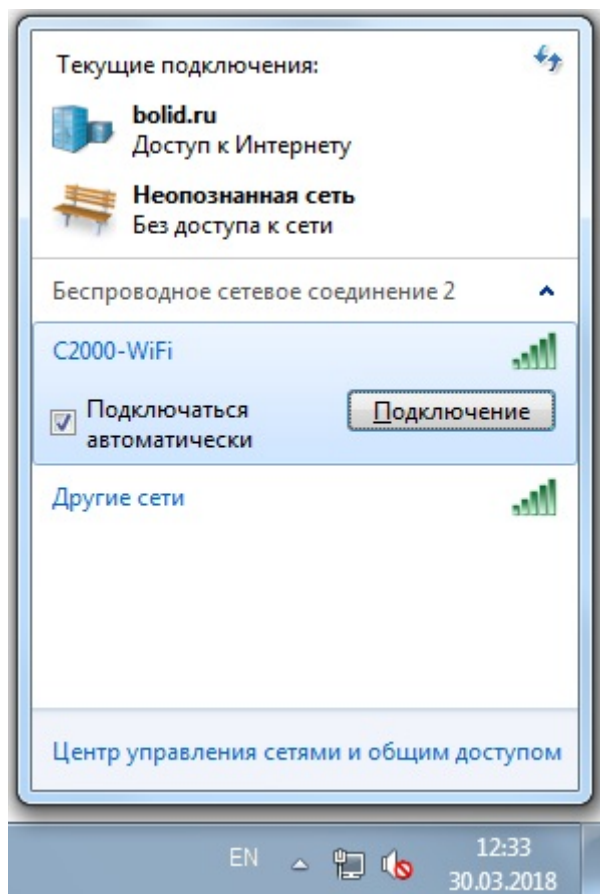 Текущие подключения:
bolid.ru
Доступ к Интернету
Неопознанная сеть
Без доступа к сети
Беспроводное сетевое соединение 2
C2000-WiFi
Подключаться
автоматически
Подключение
Другие сети
Центр управления сетями и общим доступом
EN
12:33
30.03.2018